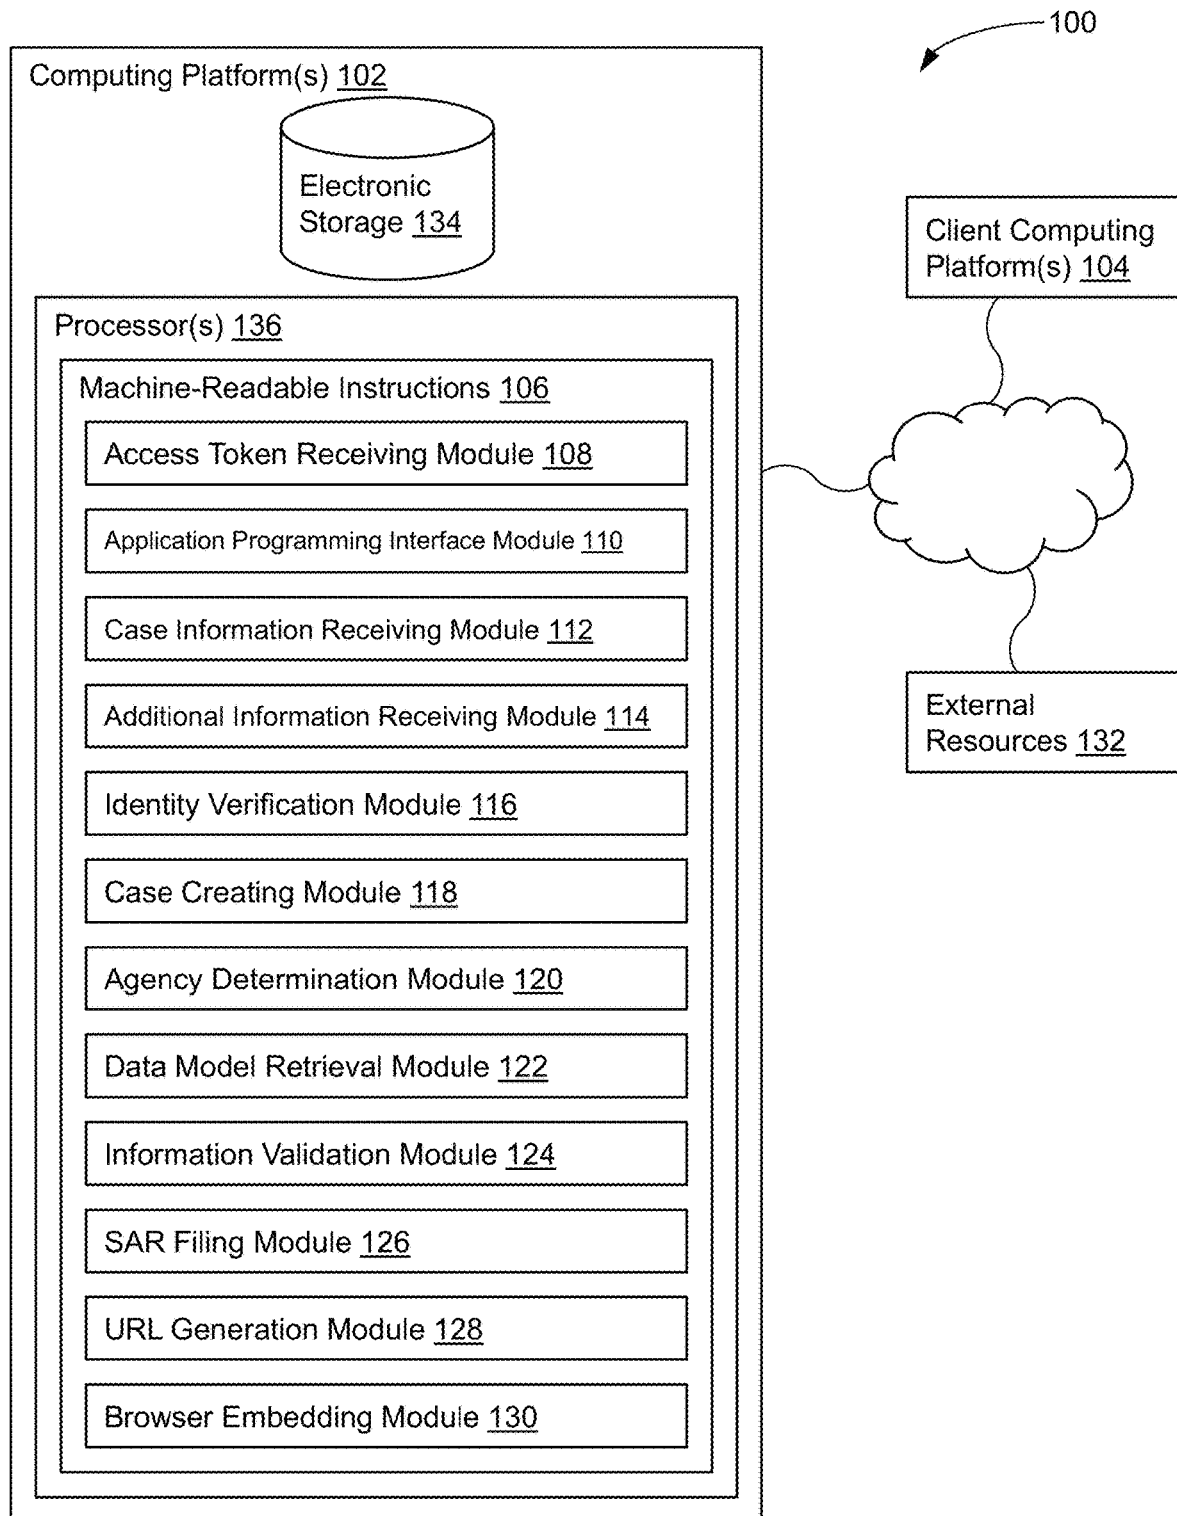 100
Computing Platform(s) 102
Electronic
Storage 134
Client Computing
Platform(s) 104
Processor(s) 136
Machine-Readable Instructions 106
Access Token Receiving Module 108
Application Programming Interface Module 110
Case Information Receiving Module 112
Additional Information Receiving Module 114
External
Resources 132
Identity Verification Module 116
Case Creating Module 118
Agency Determination Module 120
Data Model Retrieval Module 122
Information Validation Module 124
SAR Filing Module 126
URL Generation Module 128
Browser Embedding Module 130